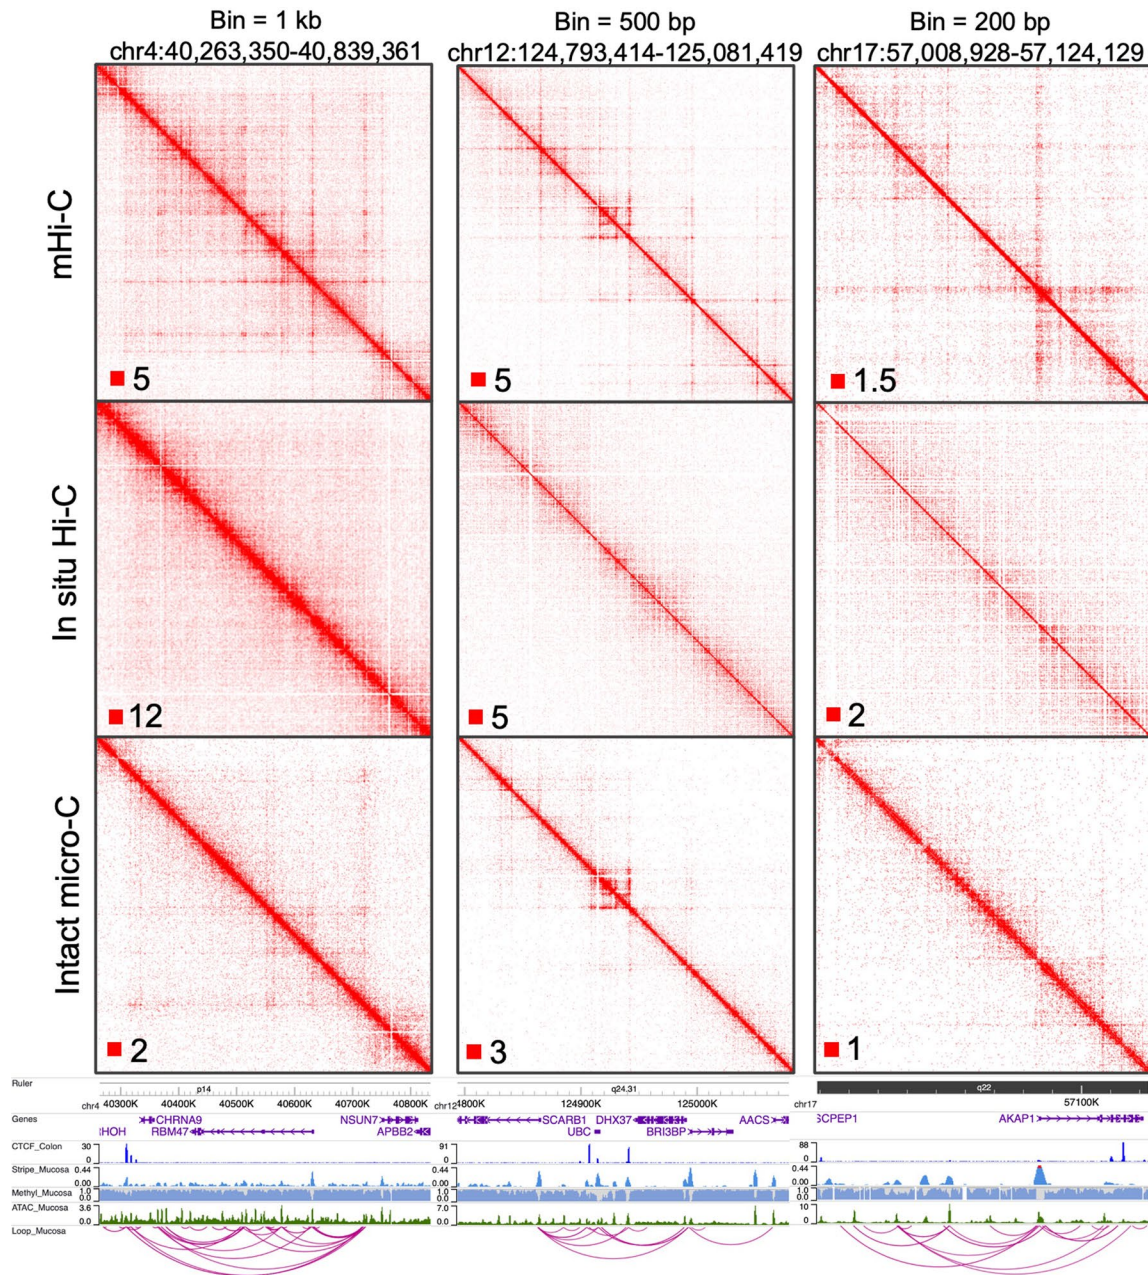 Bin = 1 kb
chr4:40,263,350-40,839,361
Bin = 500 bp
chr12:124,793,414-125,081,419
Bin = 200 bp
chr17:57,008,928-57,124,129
mHi-C
5
5
1.5
In situ Hi-C
12
5
2
Intact micro-C
2
3
1
Ruler
p14
q24.31
q22
chr4 40300K 40400K 40500K 40600K 40700K 40800K
chr12 4800K 124900K 125000K
chr17 57100K
Genes
CHRNA9 NSUN7
RHOH RBM47 APBB2
SCARB1 DHX37 AACS
UBC BRI3BP
SCPEP1 AKAP1
CTCF_Colon 30 0 91 0 88 0
Stripe_Mucosa 0.44 0.00 0.44 0.00 0.44 0.00
Methyl_Mucosa 1.0 0.0 1.0 0.0 1.0 0.0
ATAC_Mucosa 3.6 0.0 7.0 0.0 10 0
Loop_Mucosa